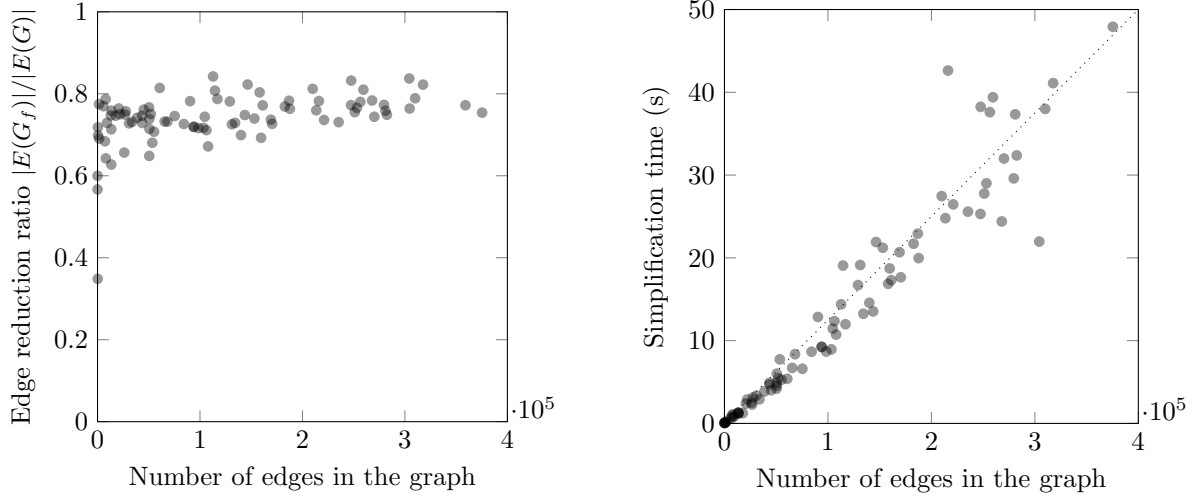 Edge reduction ratio |E(G_f)|/|E(G)|
1
0.8
0.6
0.4
0.2
0
0 1 2 3 4
·10^5
Number of edges in the graph
Simplification time (s)
50
40
30
20
10
0
0 1 2 3 4
·10^5
Number of edges in the graph